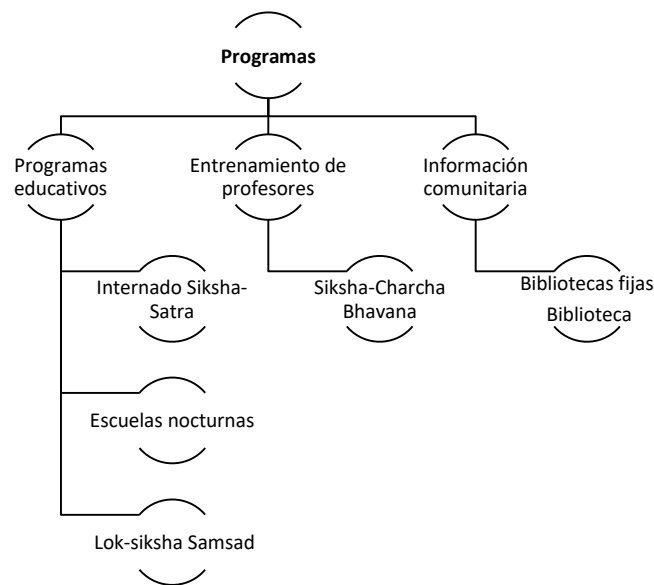 Programas
Programas
educativos
Entrenamiento de
profesores
Información
comunitaria
Internado Siksha-
Satra
Siksha-Charcha
Bhavana
Bibliotecas fijas
Biblioteca
Escuelas nocturnas
Lok-siksha Samsad